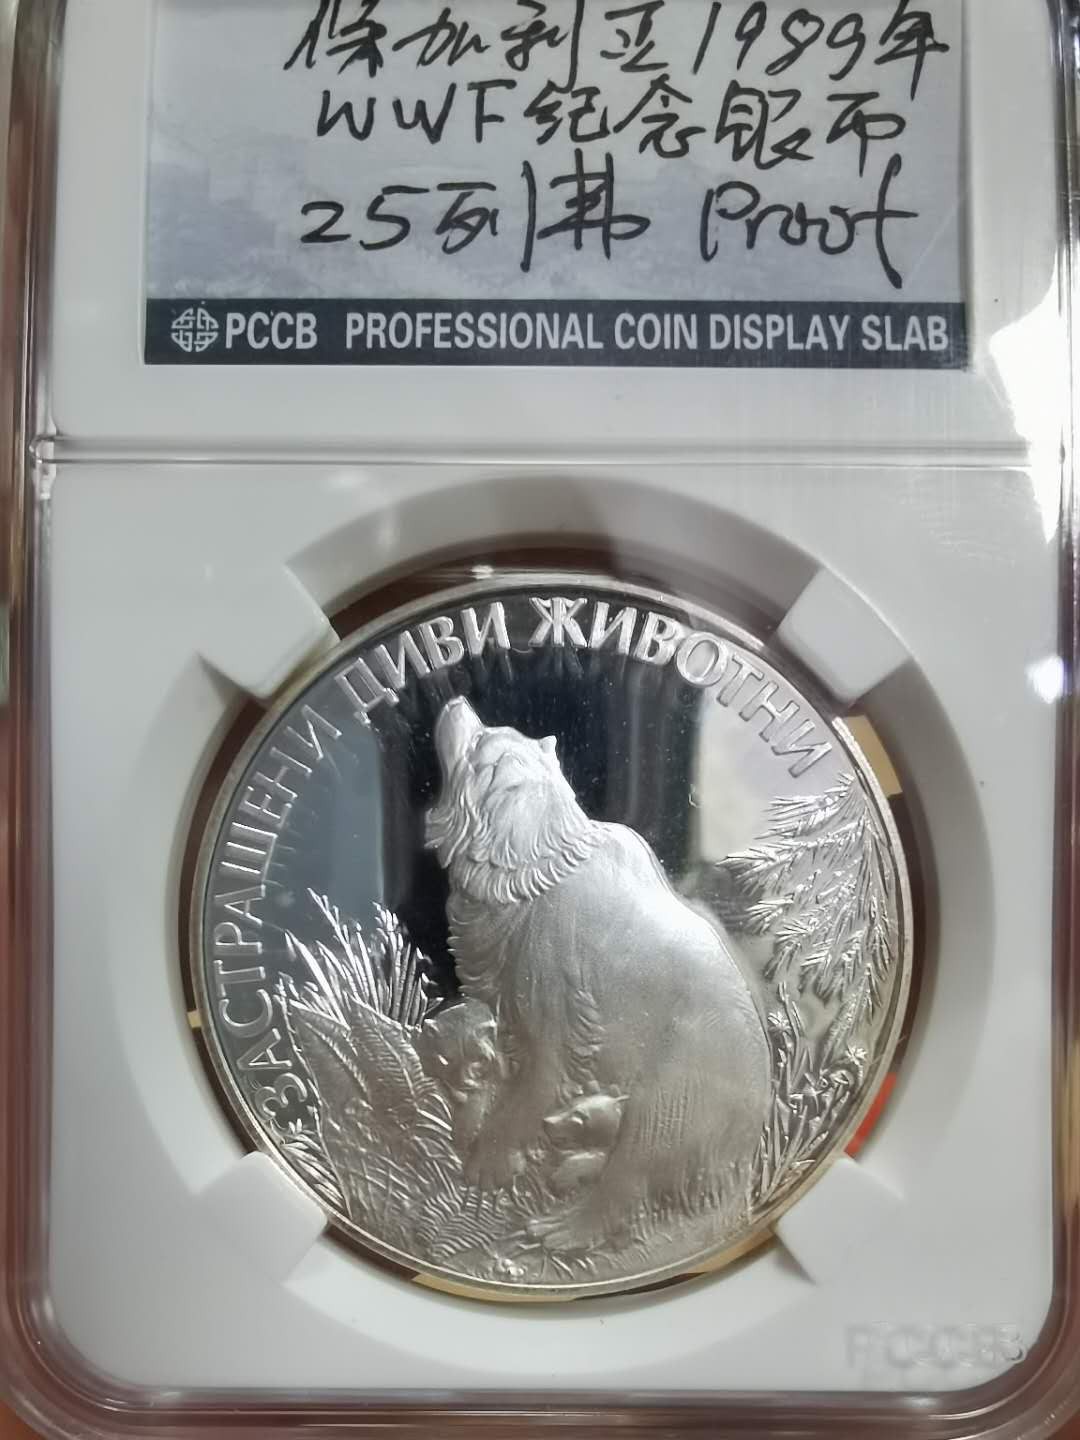 保加利亚1989年
WWF纪念银币
25列弗 Proof
PCCB PROFESSIONAL COIN DISPLAY SLAB
ЗАСТРАШЕНИ ДИВИ ЖИВОТНИ
PCCB